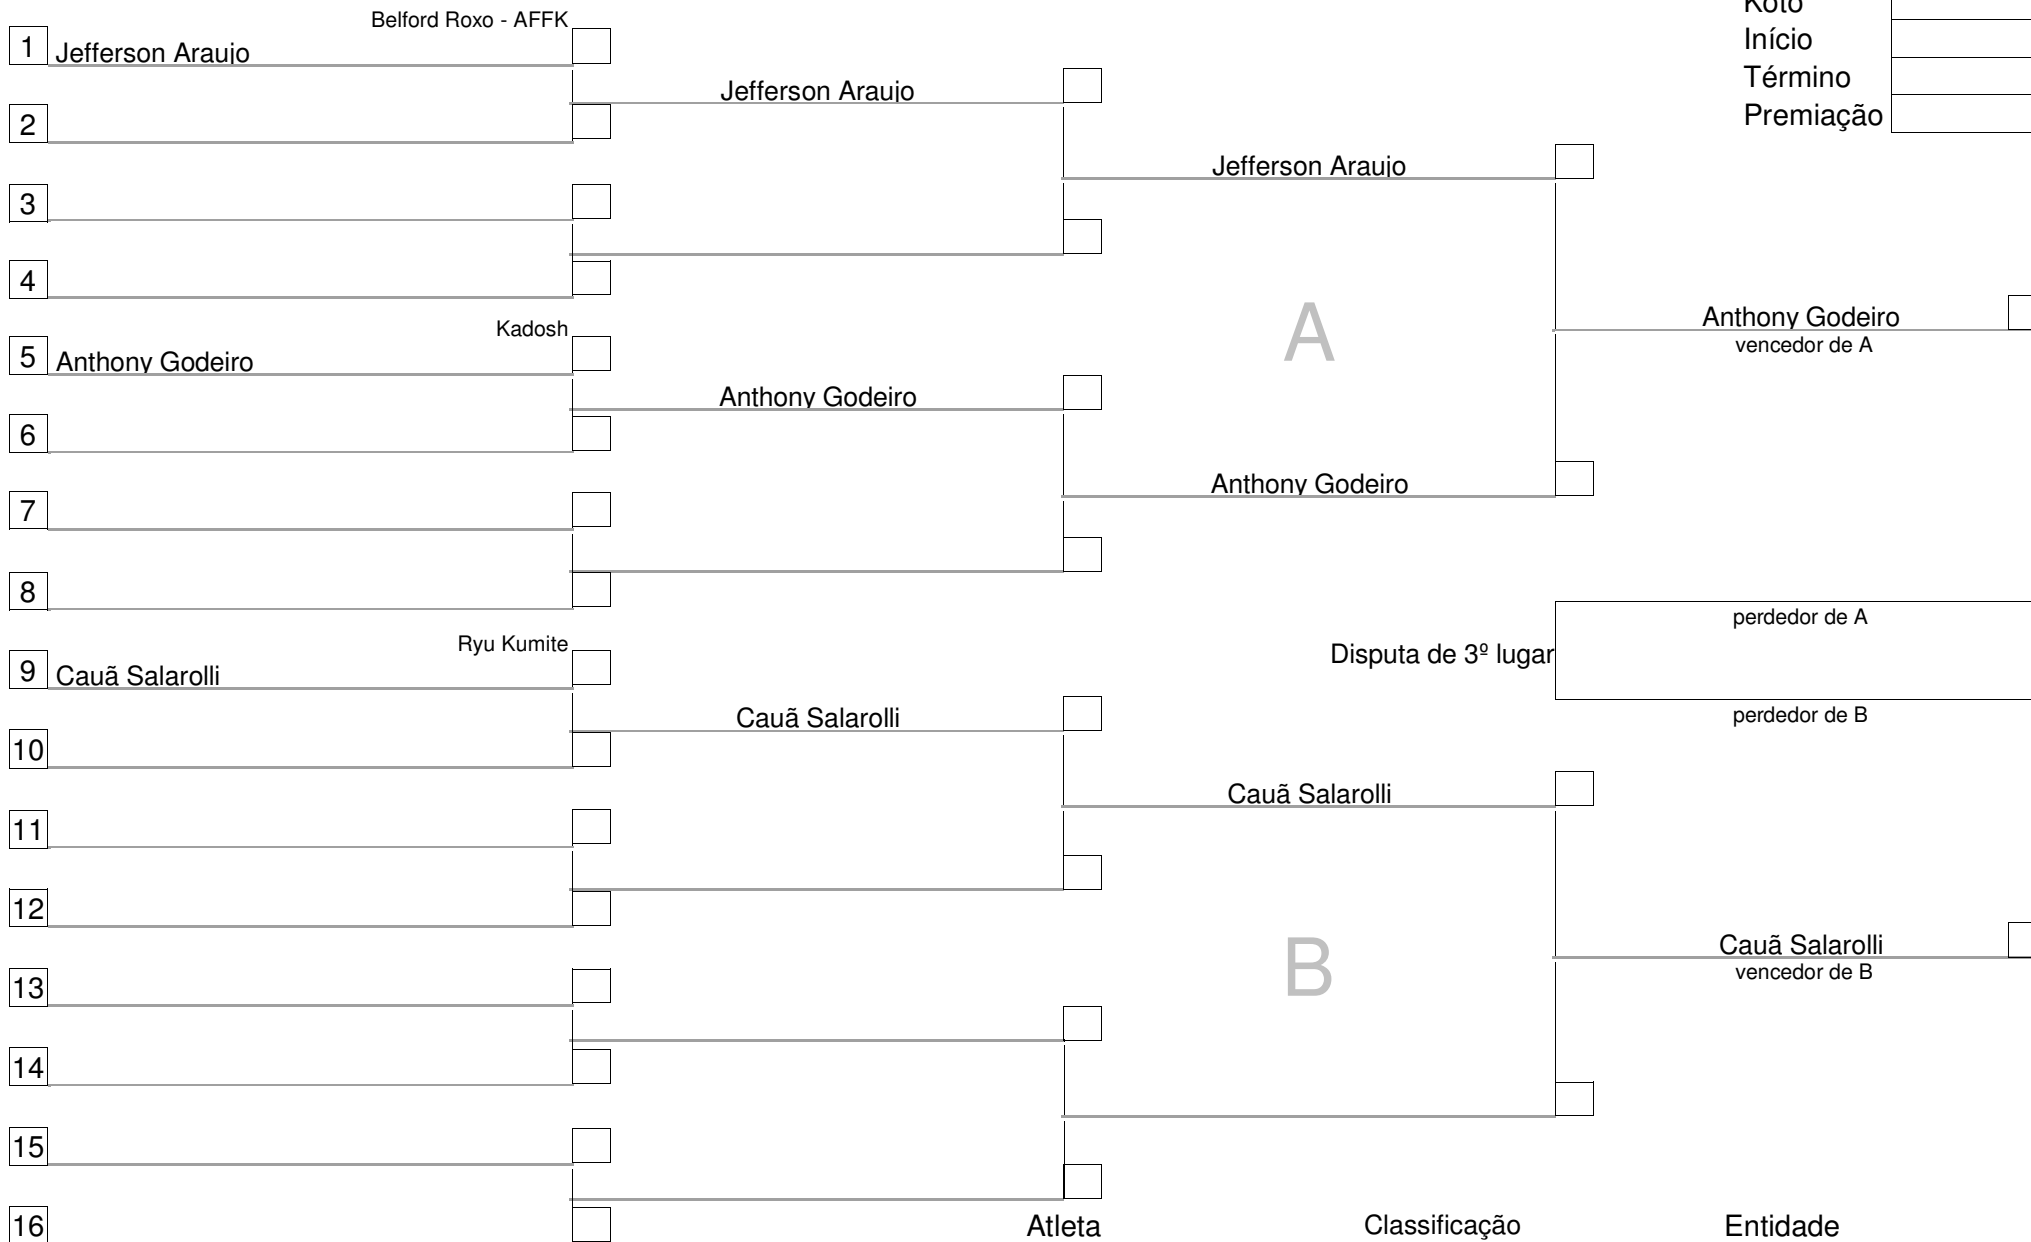 Belford Roxo - AFFK
Koto
1 Jefferson Araujo
Início
Jefferson Araujo
Término
2
Premiação
Jefferson Araujo
3
4
Anthony Godeiro
Kadosh
A
vencedor de A
5 Anthony Godeiro
Anthony Godeiro
6
Anthony Godeiro
7
8
perdedor de A
Ryu Kumite
Disputa de 3º lugar
9 Cauã Salarolli
perdedor de B
Cauã Salarolli
10
Cauã Salarolli
11
12
Cauã Salarolli
B
vencedor de B
13
14
15
16
Atleta Classificação Entidade